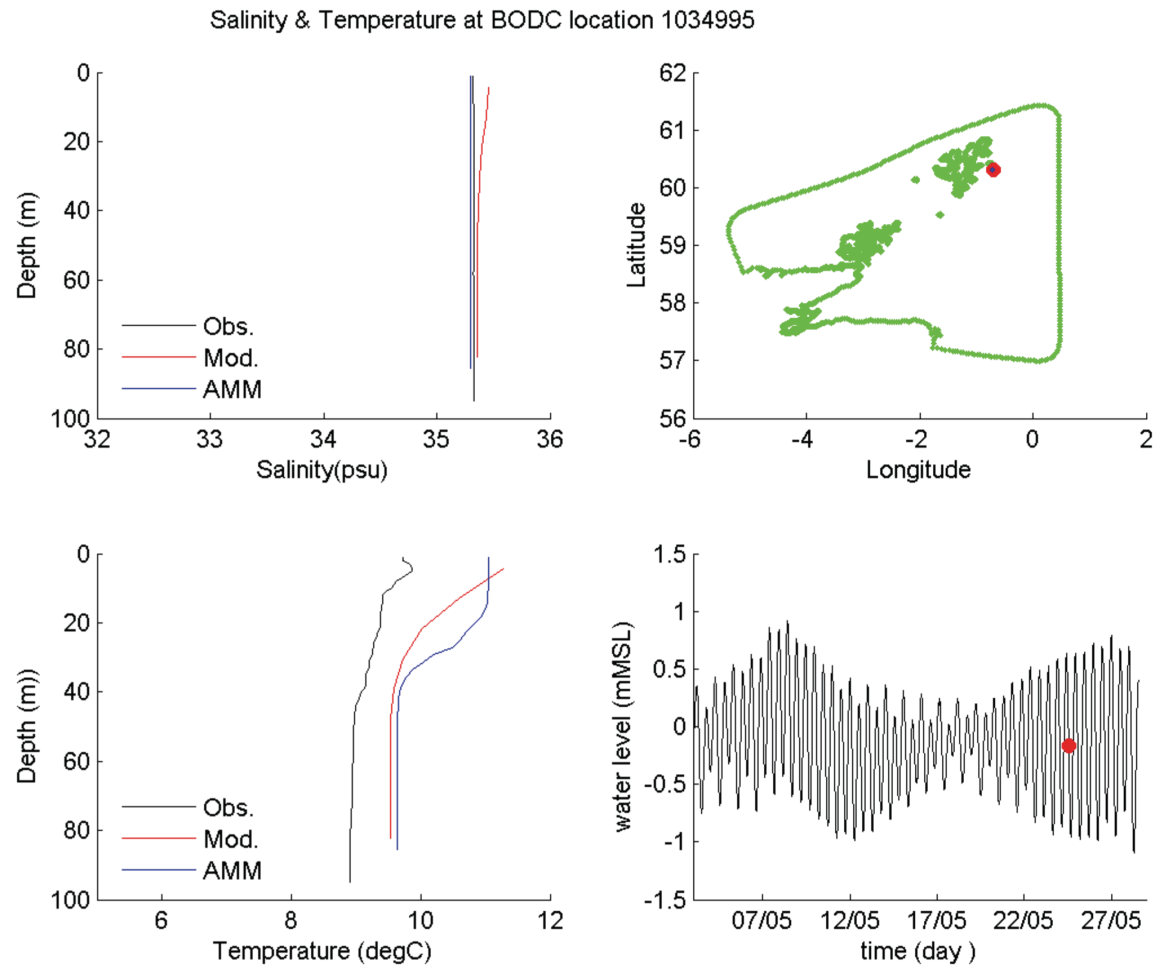 Salinity & Temperature at BODC location 1034995
0
20
40
60
80
100
Depth (m)
Obs.
Mod.
AMM
32 33 34 35 36
Salinity(psu)
62
61
60
59
58
57
56
Latitude
-6 -4 -2 0 2
Longitude
0
20
40
60
80
100
Depth (m))
Obs.
Mod.
AMM
6 8 10 12
Temperature (degC)
1.5
1
0.5
0
-0.5
-1
-1.5
water level (mMSL)
07/05 12/05 17/05 22/05 27/05
time (day )